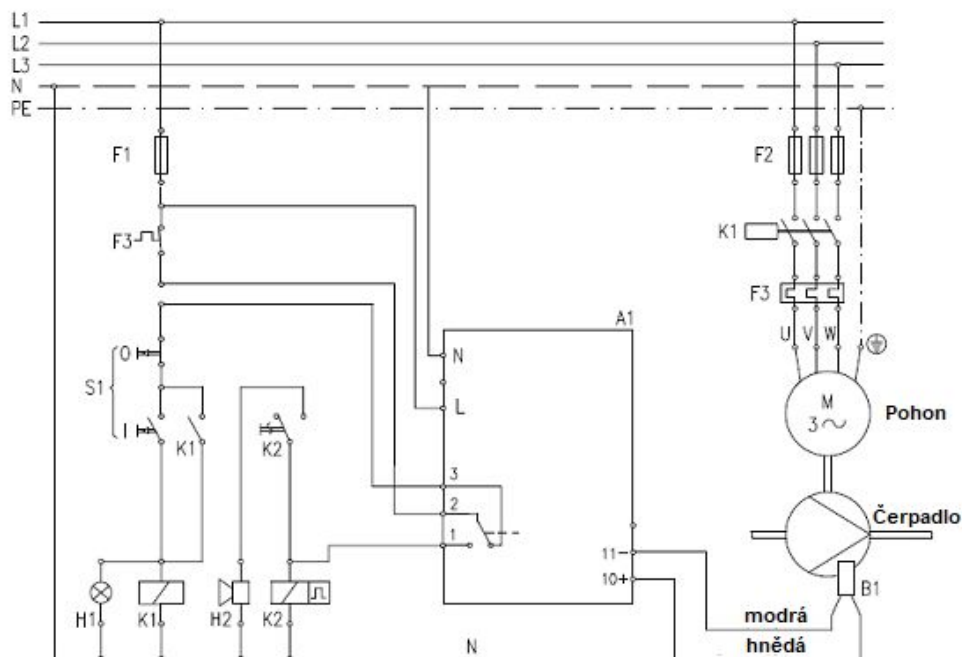 L1
L2
L3
N
PE
F1
F2
F3
K1
F3
A1
U V W
N
O
S1
L
M
3
Pohon
I
K1
K2
3
2
Čerpadlo
1
11−
10+
B1
H1
K1
H2
K2
modrá
N
hnědá